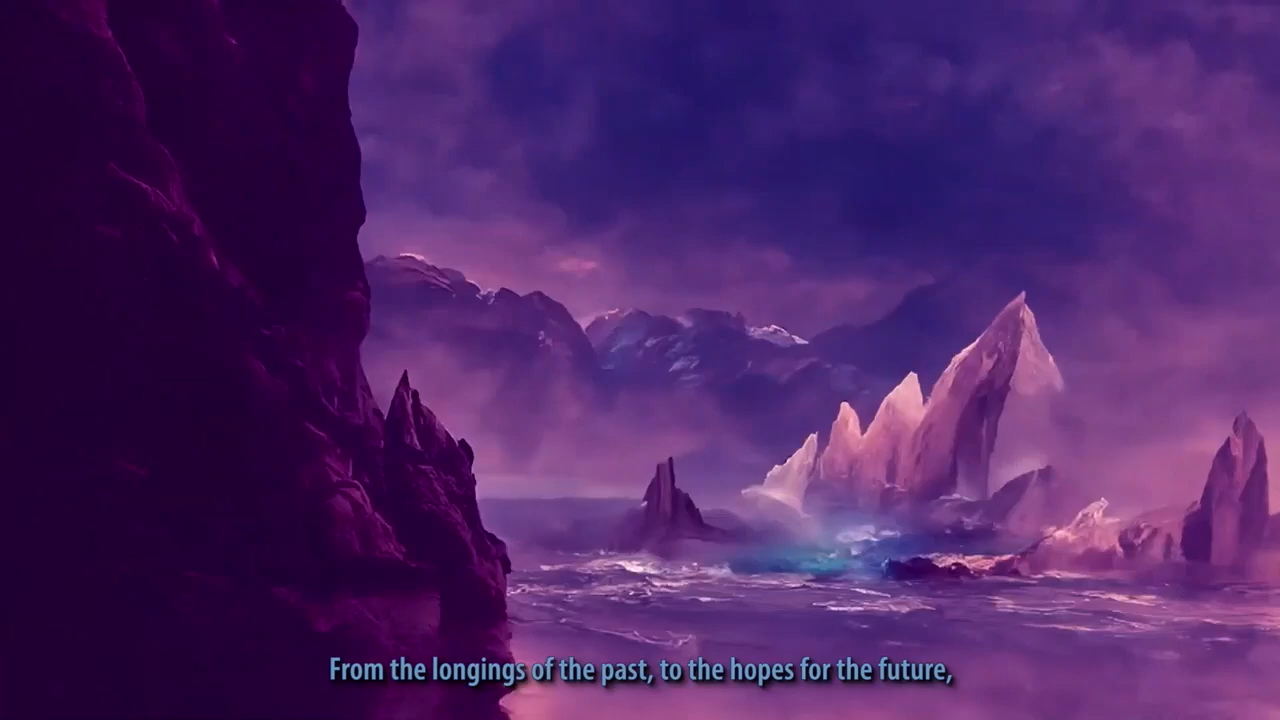 From the longings of the past, to the hopes for the future,